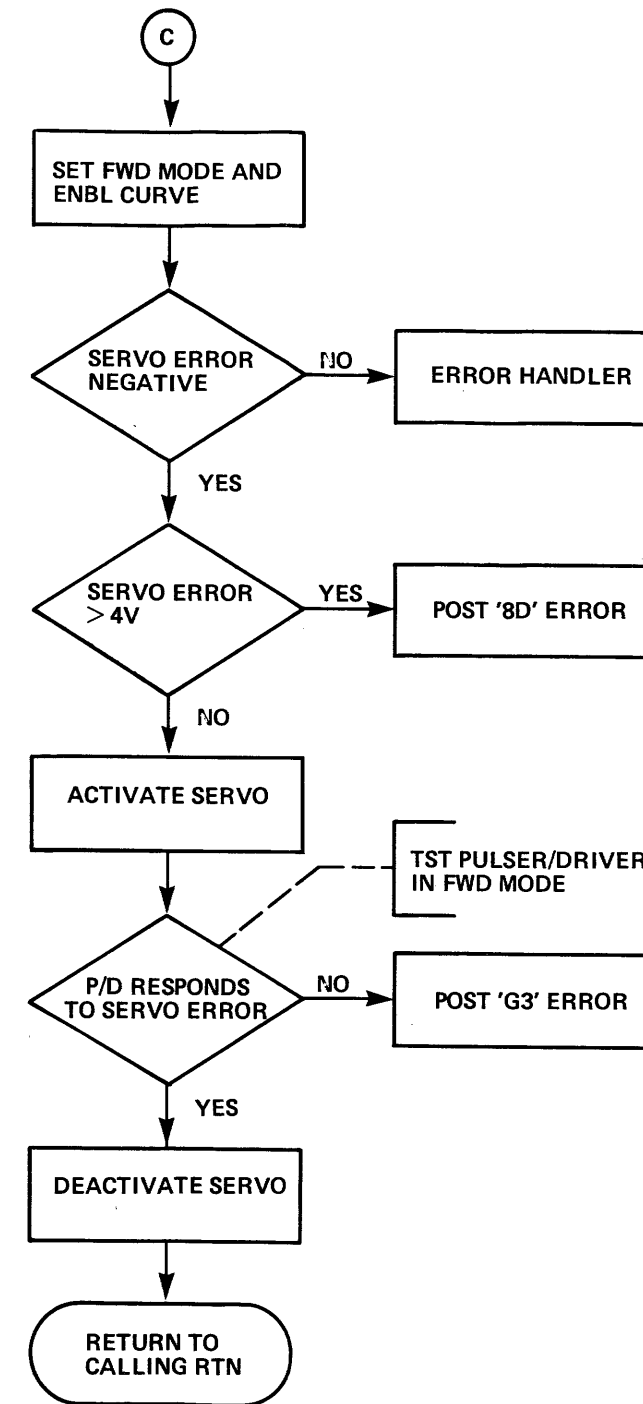 C
SET FWD MODE AND
ENBL CURVE
SERVO ERROR
NEGATIVE
NO
ERROR HANDLER
YES
SERVO ERROR
> 4V
YES
POST '8D' ERROR
NO
ACTIVATE SERVO
TST PULSER/DRIVER
IN FWD MODE
P/D RESPONDS
TO SERVO ERROR
NO
POST 'G3' ERROR
YES
DEACTIVATE SERVO
RETURN TO
CALLING RTN